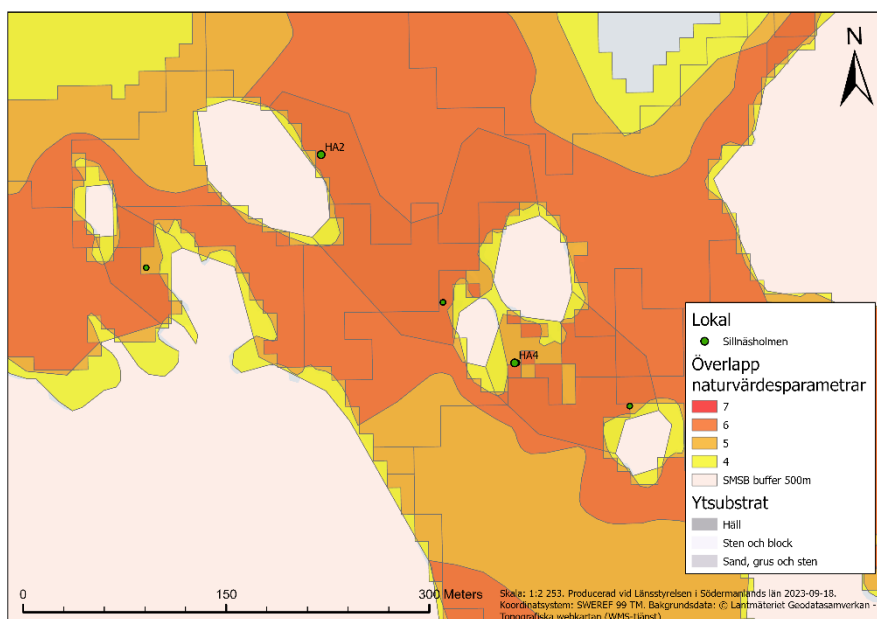 N
HA2
HA4
Lokal
Sillnäsholmen
Överlapp
naturvärdesparametrar
7
6
5
4
SMSB buffer 500m
Ytsubstrat
Häll
Sten och block
Sand, grus och sten
0 150 300 Meters
Skala: 1:2 253. Producerad vid Länsstyrelsen i Södermanlands län 2023-09-18.
Koordinatsystem: SWEREF 99 TM. Bakgrundsdata: © Lantmäteriet Geodatasamverkan -
Topografiska webkartan (WMS-tjänst)